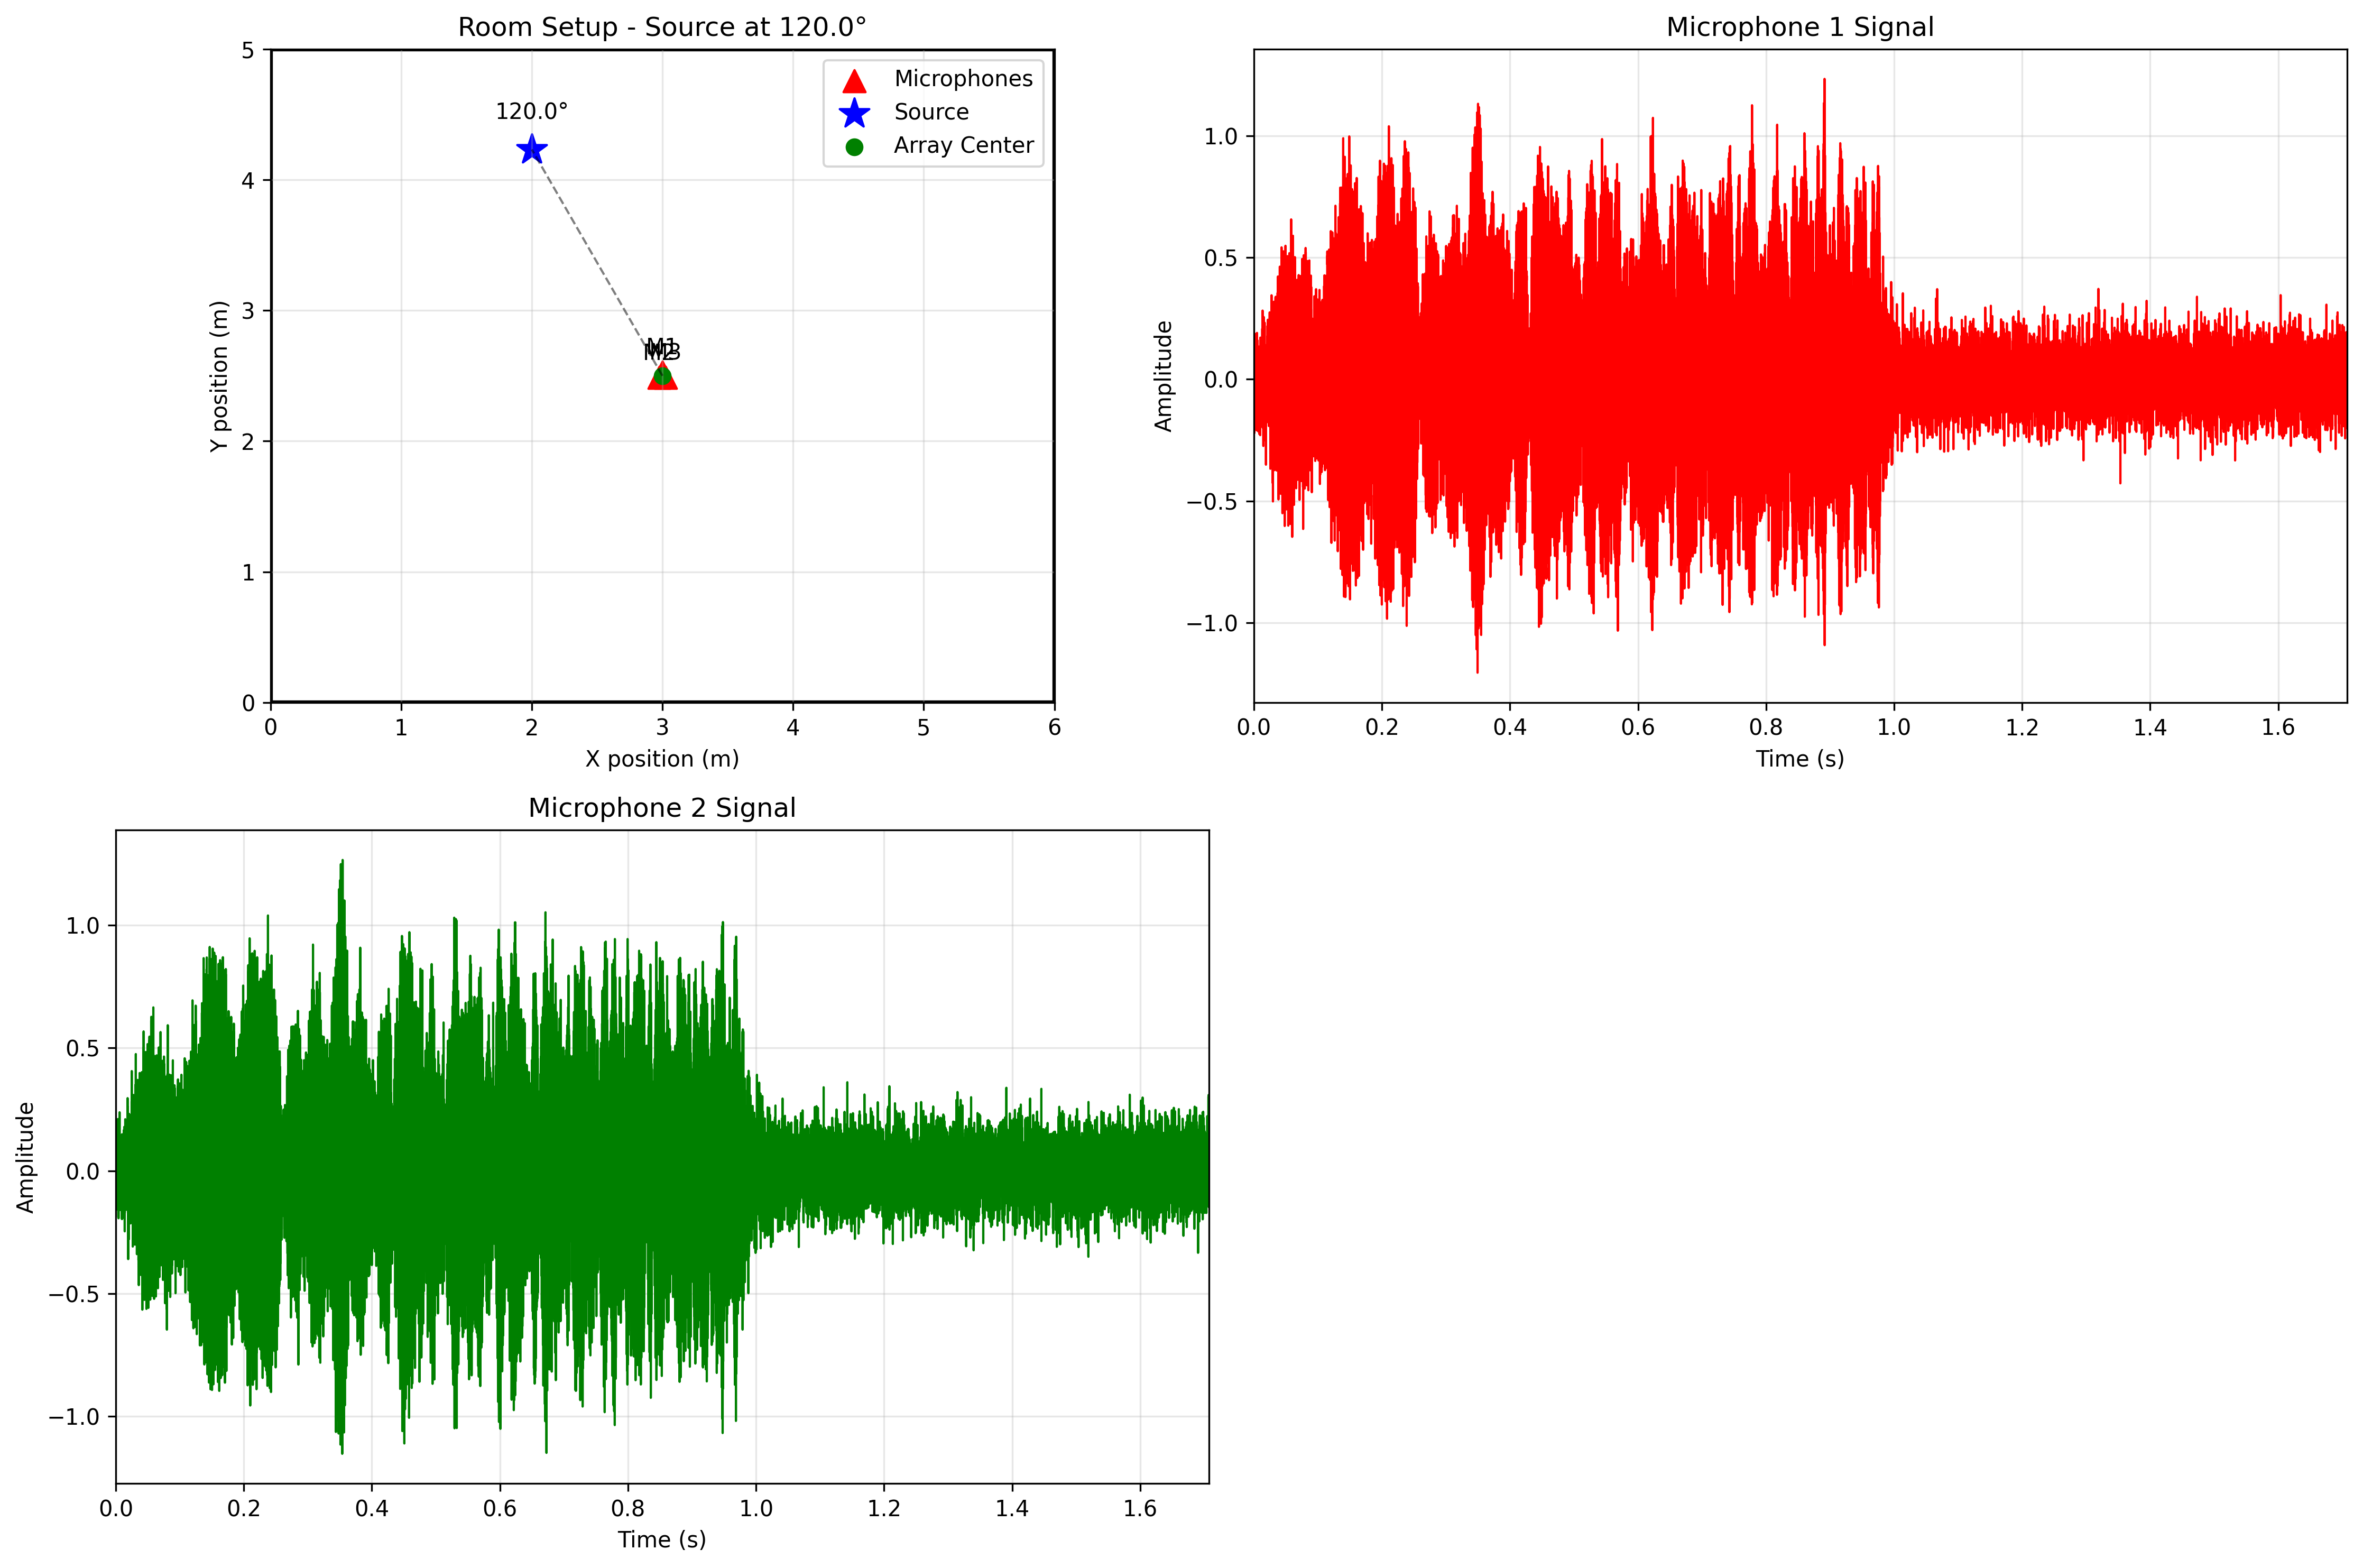 Room Setup - Source at 120.0°
5
4
3
2
1
0
Y position (m)
120.0°
M1
Microphones
Source
Array Center
0 1 2 3 4 5 6
X position (m)
Microphone 1 Signal
1.0
0.5
0.0
−0.5
−1.0
Amplitude
0.0 0.2 0.4 0.6 0.8 1.0 1.2 1.4 1.6
Time (s)
Microphone 2 Signal
1.0
0.5
0.0
−0.5
−1.0
Amplitude
0.0 0.2 0.4 0.6 0.8 1.0 1.2 1.4 1.6
Time (s)